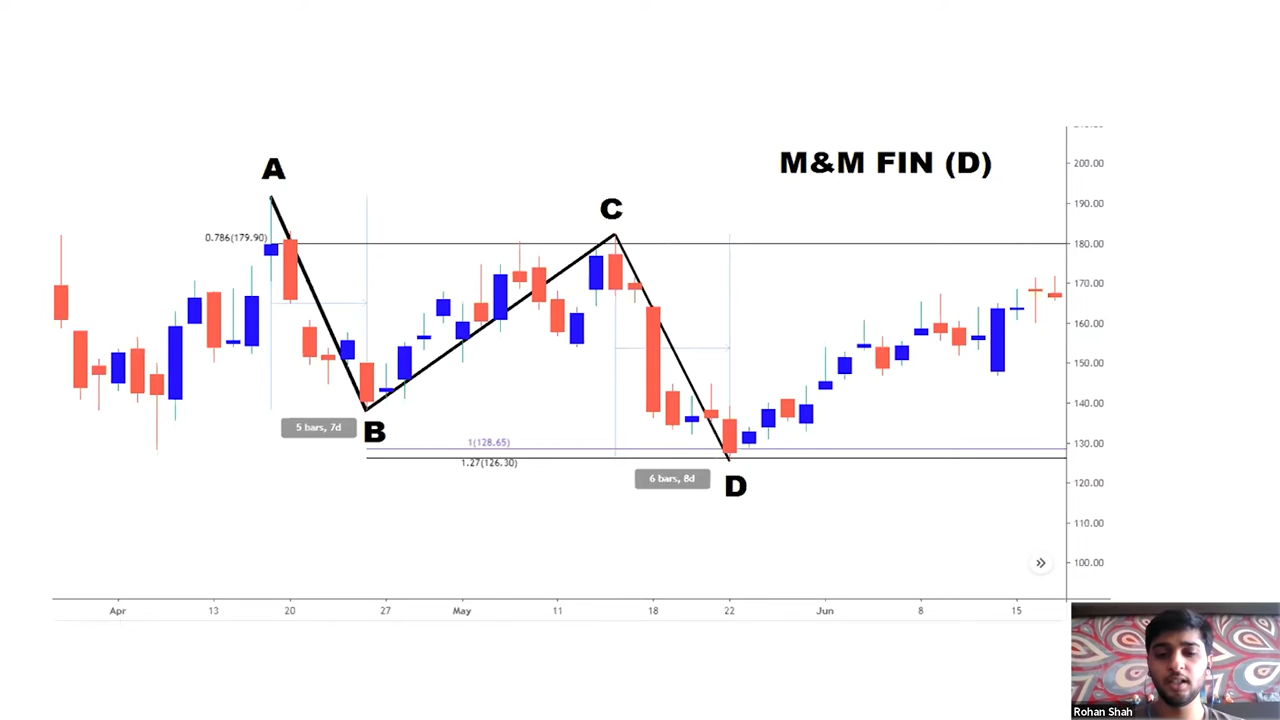 A
M&M FIN (D)
200.00
C
190.00
0.786(179.90)
180.00
170.00
160.00
150.00
140.00
5 bars, 7d
B
1(128.65)
130.00
1.27(126.30)
6 bars, 8d
D
120.00
110.00
100.00
Apr 13 20 27 May 11 18 22 Jun 8 15
Rohan Shah